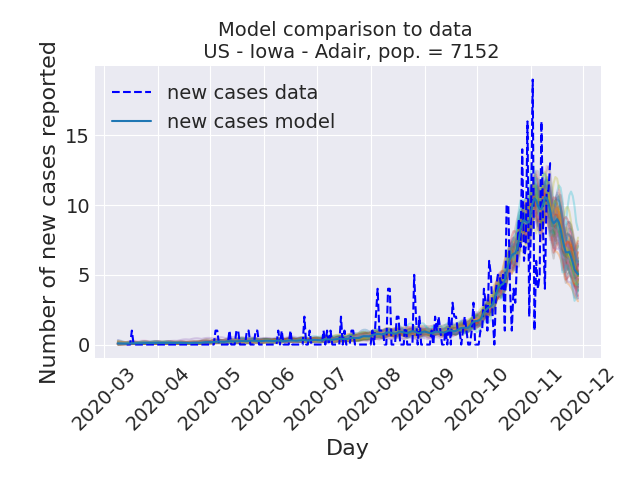 Model comparison to data
US - Iowa - Adair, pop. = 7152
new cases data
new cases model
Number of new cases reported
15
10
5
0
2020-03
2020-04
2020-05
2020-06
2020-07
2020-08
2020-09
2020-10
2020-11
2020-12
Day